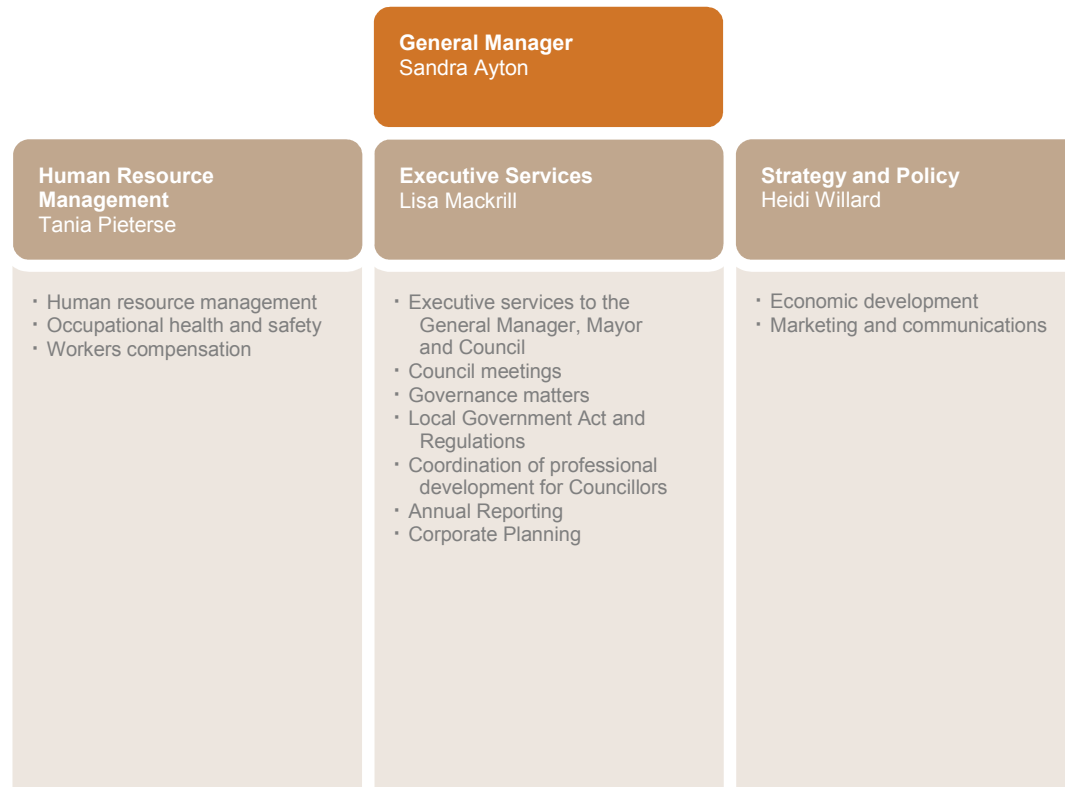 General Manager
Sandra Ayton
Human Resource
Management
Tania Pieterse
· Human resource management
· Occupational health and safety
· Workers compensation
Executive Services
Lisa Mackrill
· Executive services to the
General Manager, Mayor
and Council
· Council meetings
· Governance matters
· Local Government Act and
Regulations
· Coordination of professional
development for Councillors
· Annual Reporting
· Corporate Planning
Strategy and Policy
Heidi Willard
· Economic development
· Marketing and communications